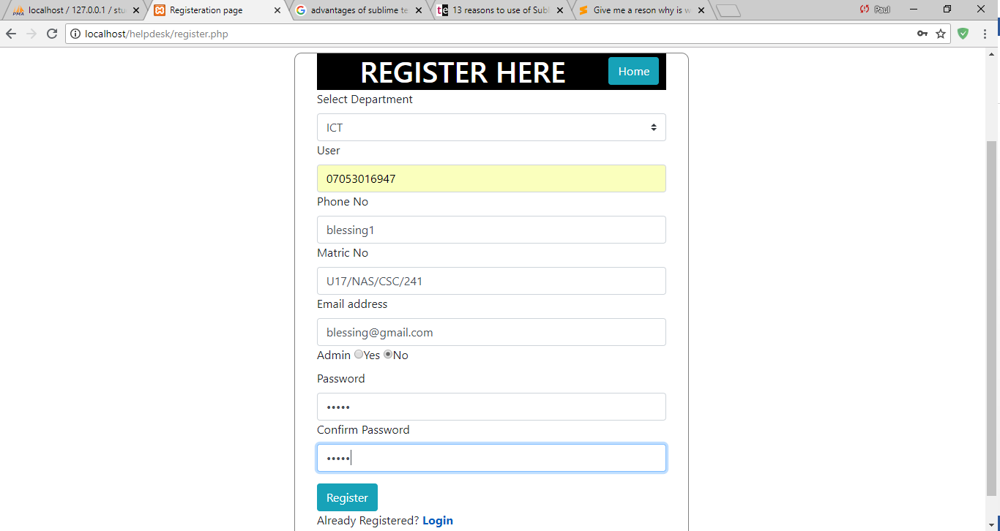 localhost / 127.0.0.1 / stu
Registeration page
advantages of sublime te
13 reasons to use of Subl
Give me a reson why is w
Paul
localhost/helpdesk/register.php
REGISTER HERE
Home
Select Department
ICT
User
07053016947
Phone No
blessing1
Matric No
U17/NAS/CSC/241
Email address
blessing@gmail.com
Admin Yes No
Password
•••••
Confirm Password
•••••
Register
Already Registered? Login